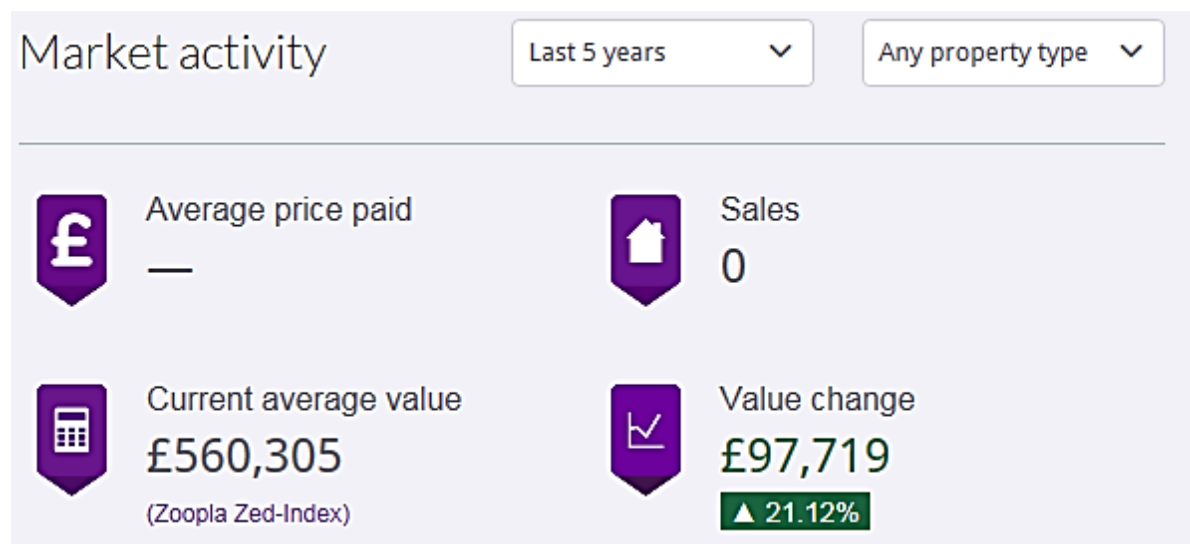 Market activity
Last 5 years
Any property type
£
Average price paid
—
Sales
0
Current average value
£560,305
(Zoopla Zed-Index)
Value change
£97,719
▲ 21.12%